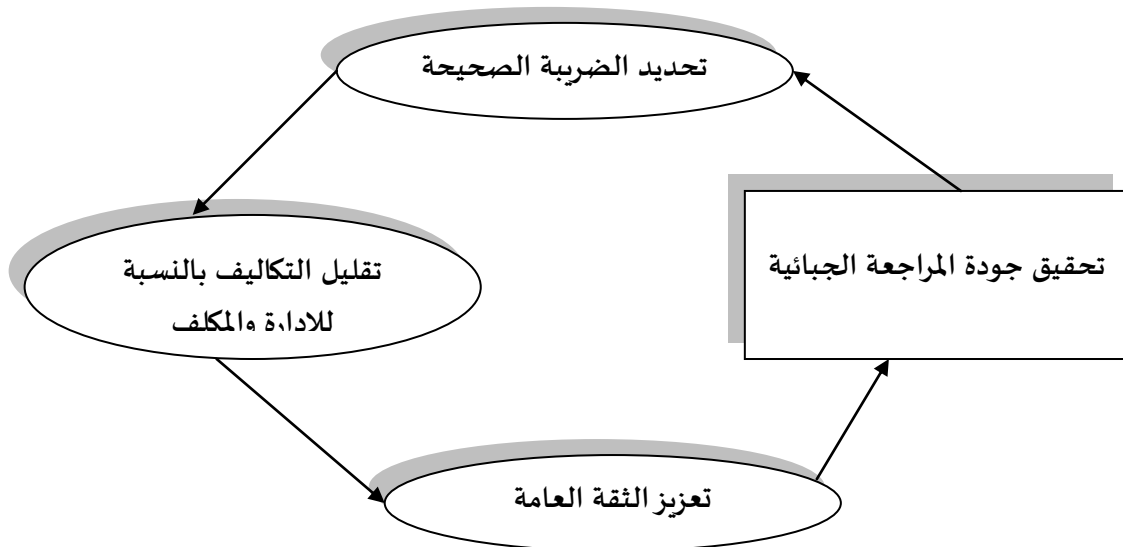 تحديد الضريبة الصحيحة
تحقيق جودة المراجعة الجبائية
تقليل التكاليف بالنسبة
للادارة والمكلف
تعزيز الثقة العامة